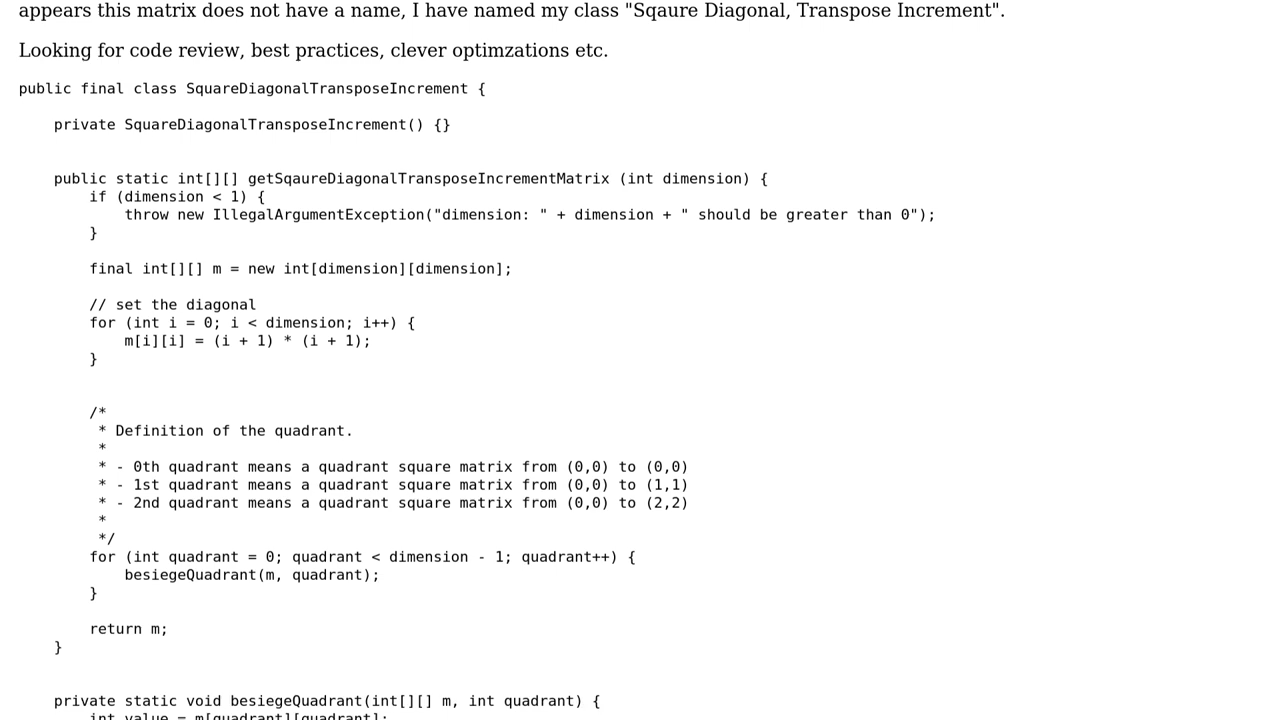 appears this matrix does not have a name, I have named my class "Sqaure Diagonal, Transpose Increment".
Looking for code review, best practices, clever optimzations etc.
public final class SquareDiagonalTransposeIncrement {
private SquareDiagonalTransposeIncrement() {}
public static int[][] getSqaureDiagonalTransposeIncrementMatrix (int dimension) {
if (dimension < 1) {
throw new IllegalArgumentException("dimension: " + dimension + " should be greater than 0");
}
final int[][] m = new int[dimension][dimension];
// set the diagonal
for (int i = 0; i < dimension; i++) {
m[i][i] = (i + 1) * (i + 1);
}
/*
* Definition of the quadrant.
*
* - 0th quadrant means a quadrant square matrix from (0,0) to (0,0)
* - 1st quadrant means a quadrant square matrix from (0,0) to (1,1)
* - 2nd quadrant means a quadrant square matrix from (0,0) to (2,2)
*
*/
for (int quadrant = 0; quadrant < dimension - 1; quadrant++) {
besiegeQuadrant(m, quadrant);
}
return m;
}
private static void besiegeQuadrant(int[][] m, int quadrant) {
int value = m[quadrant][quadrant];